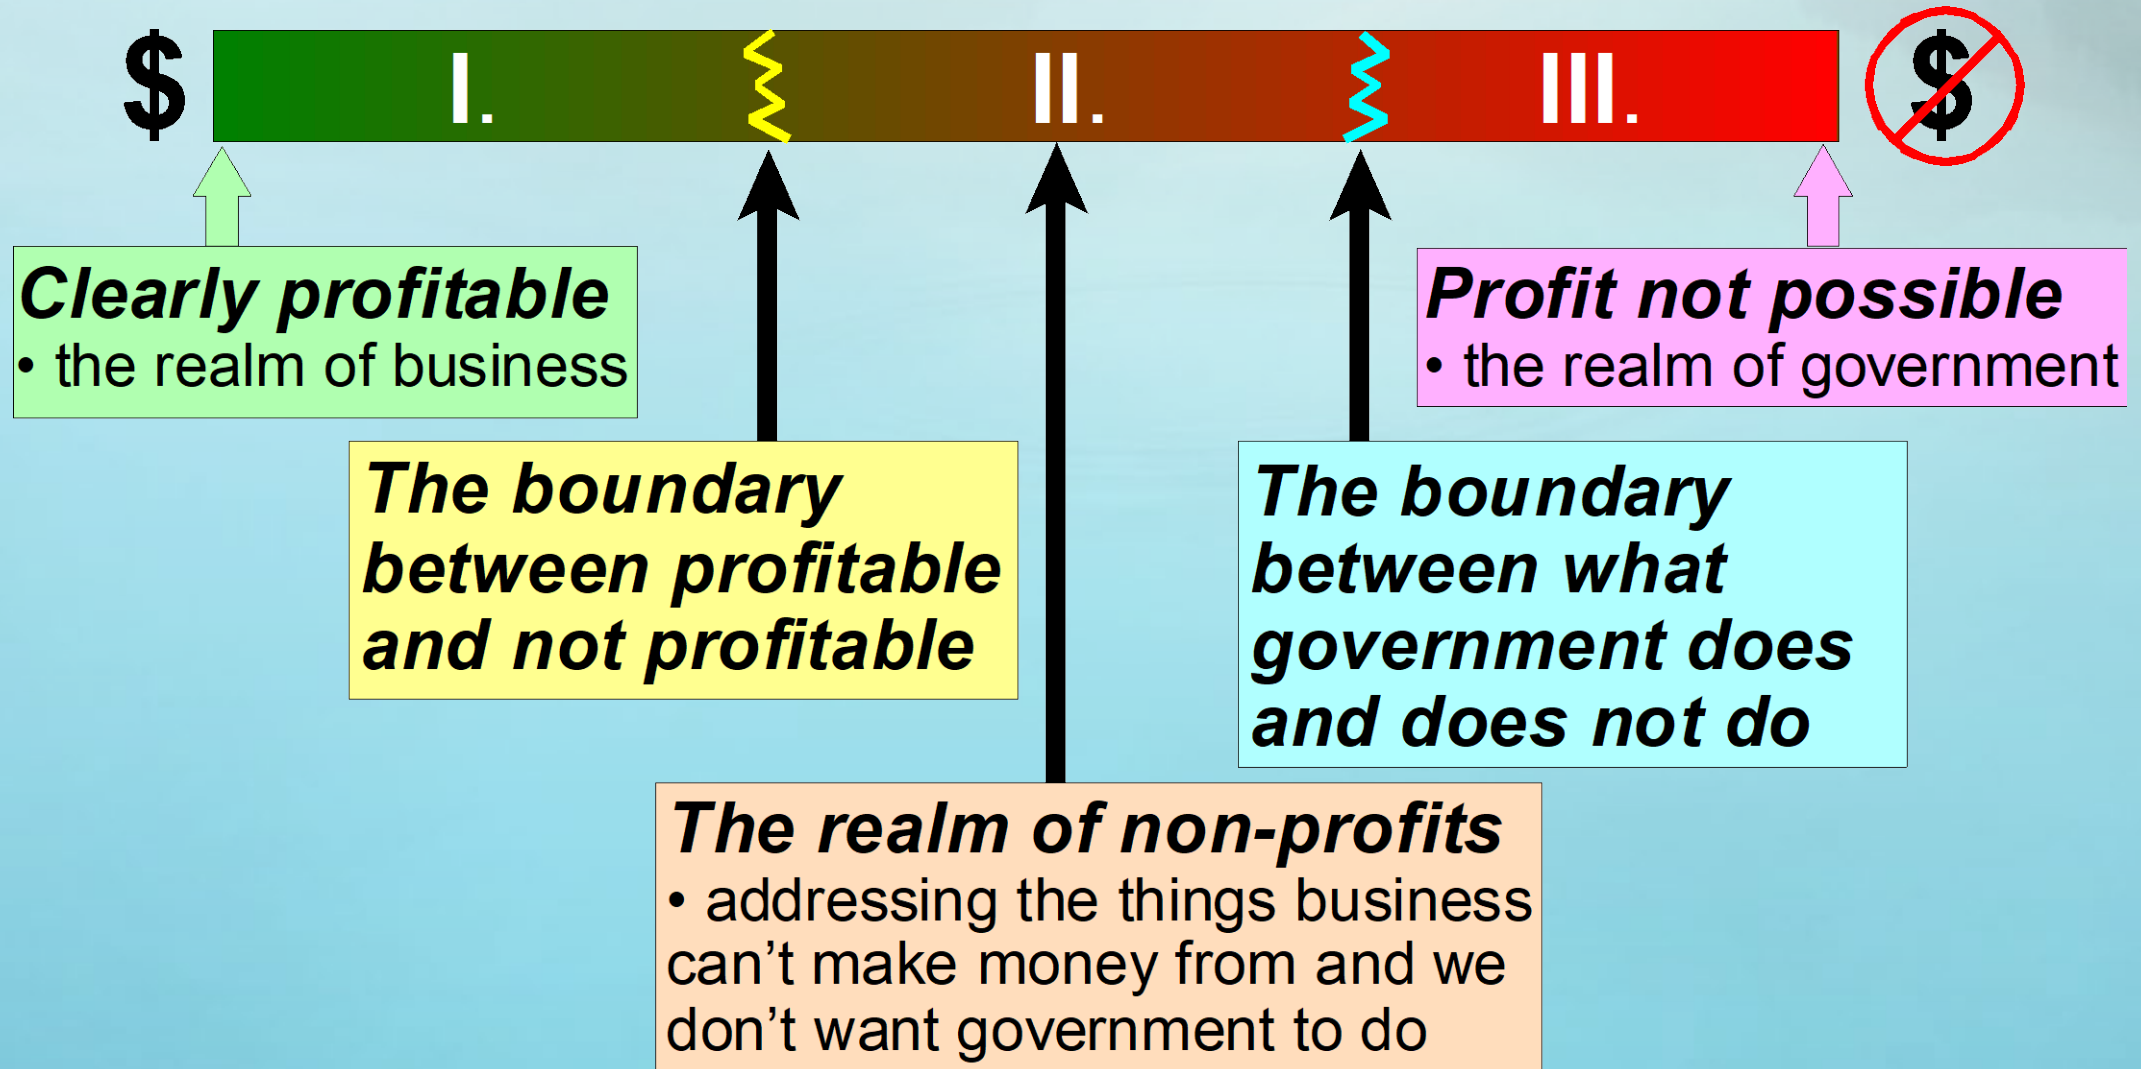 $ I. II. III. $
Clearly profitable
• the realm of business
Profit not possible
• the realm of government
The boundary
between profitable
and not profitable
The boundary
between what
government does
and does not do
The realm of non-profits
• addressing the things business
can’t make money from and we
don’t want government to do